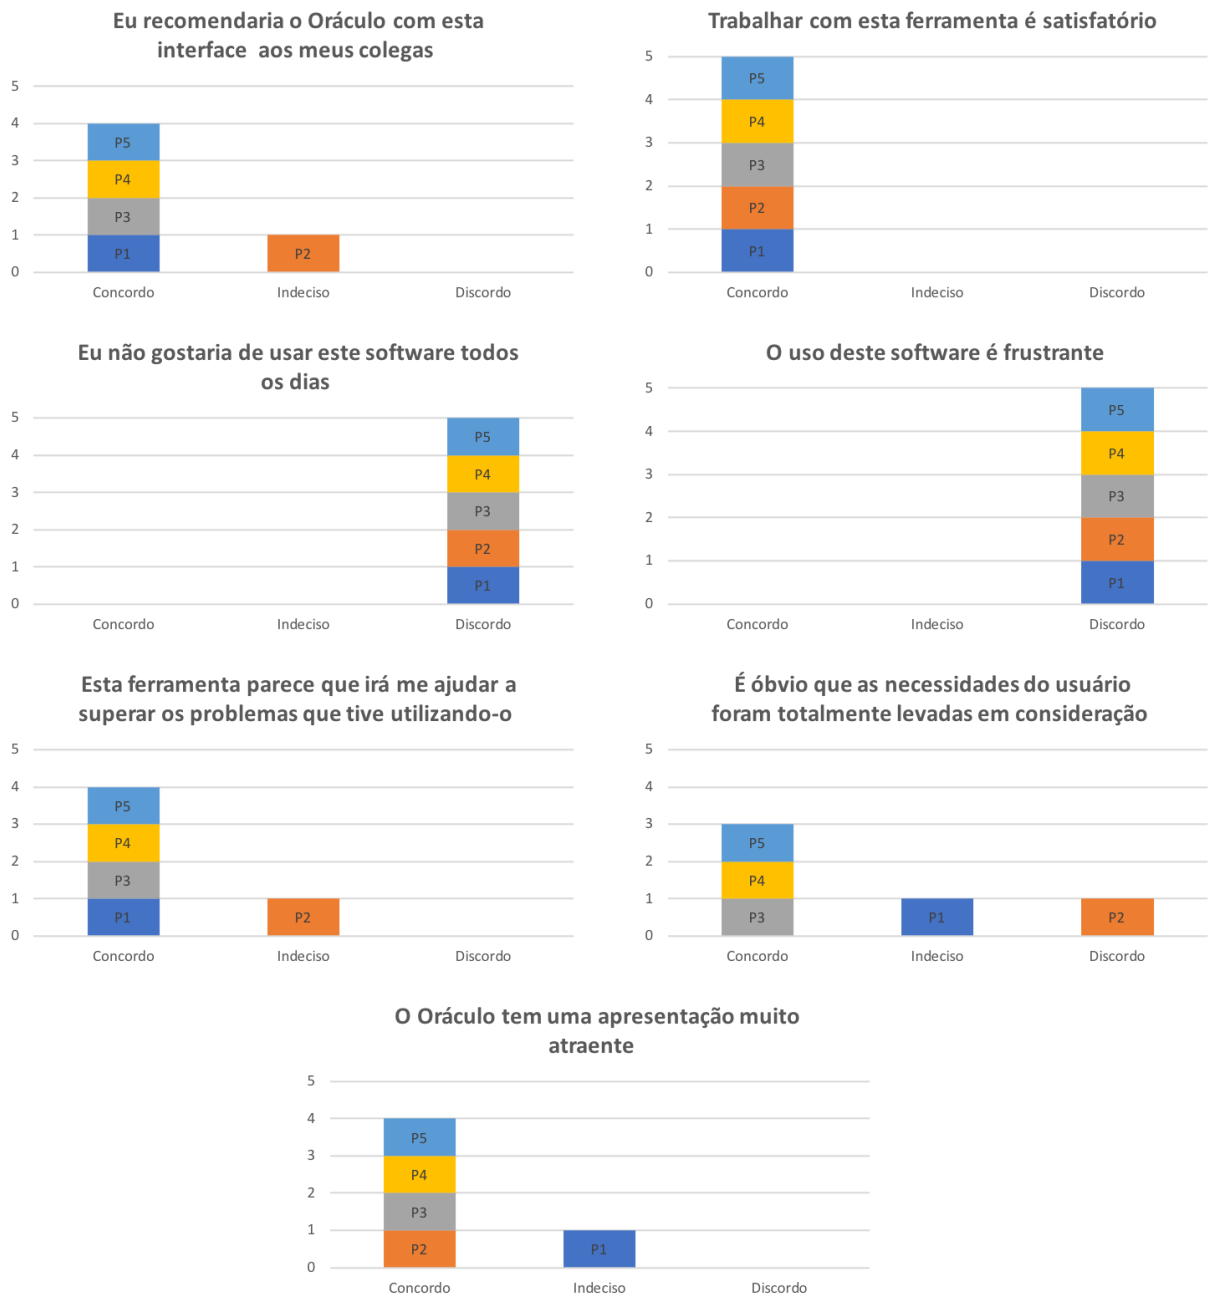 Eu recomendaria o Oráculo com esta
interface aos meus colegas
5
4
3
2
1
0
P5
P4
P3
P1
P2
Concordo
Indeciso
Discordo
Trabalhar com esta ferramenta é satisfatório
5
4
3
2
1
0
P5
P4
P3
P2
P1
Concordo
Indeciso
Discordo
Eu não gostaria de usar este software todos
os dias
5
4
3
2
1
0
P5
P4
P3
P2
P1
Concordo
Indeciso
Discordo
O uso deste software é frustrante
5
4
3
2
1
0
P5
P4
P3
P2
P1
Concordo
Indeciso
Discordo
Esta ferramenta parece que irá me ajudar a
superar os problemas que tive utilizando-o
5
4
3
2
1
0
P5
P4
P3
P1
P2
Concordo
Indeciso
Discordo
É óbvio que as necessidades do usuário
foram totalmente levadas em consideração
5
4
3
2
1
0
P5
P4
P3
P1
P2
Concordo
Indeciso
Discordo
O Oráculo tem uma apresentação muito
atraente
5
4
3
2
1
0
P5
P4
P3
P2
P1
Concordo
Indeciso
Discordo